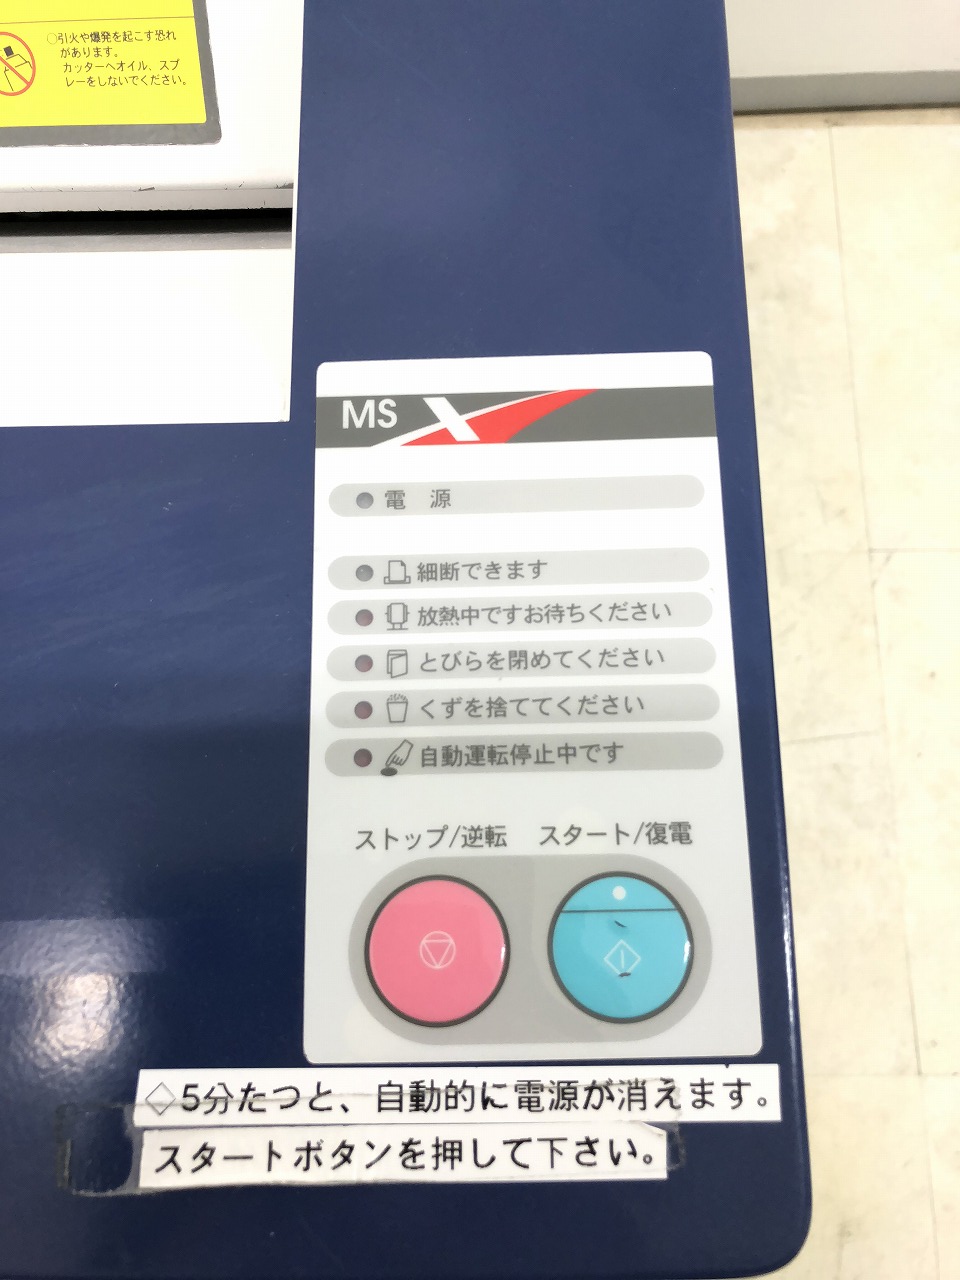 ○引火や爆発を起こす恐れ
があります。
カッターへオイル、スプ
レーをしないでください。
MS X
電 源
細断できます
放熱中ですお待ちください
とびらを閉めてください
くずを捨ててください
自動運転停止中です
ストップ/逆転 スタート/復電
◇5分たつと、自動的に電源が消えます。
スタートボタンを押して下さい。